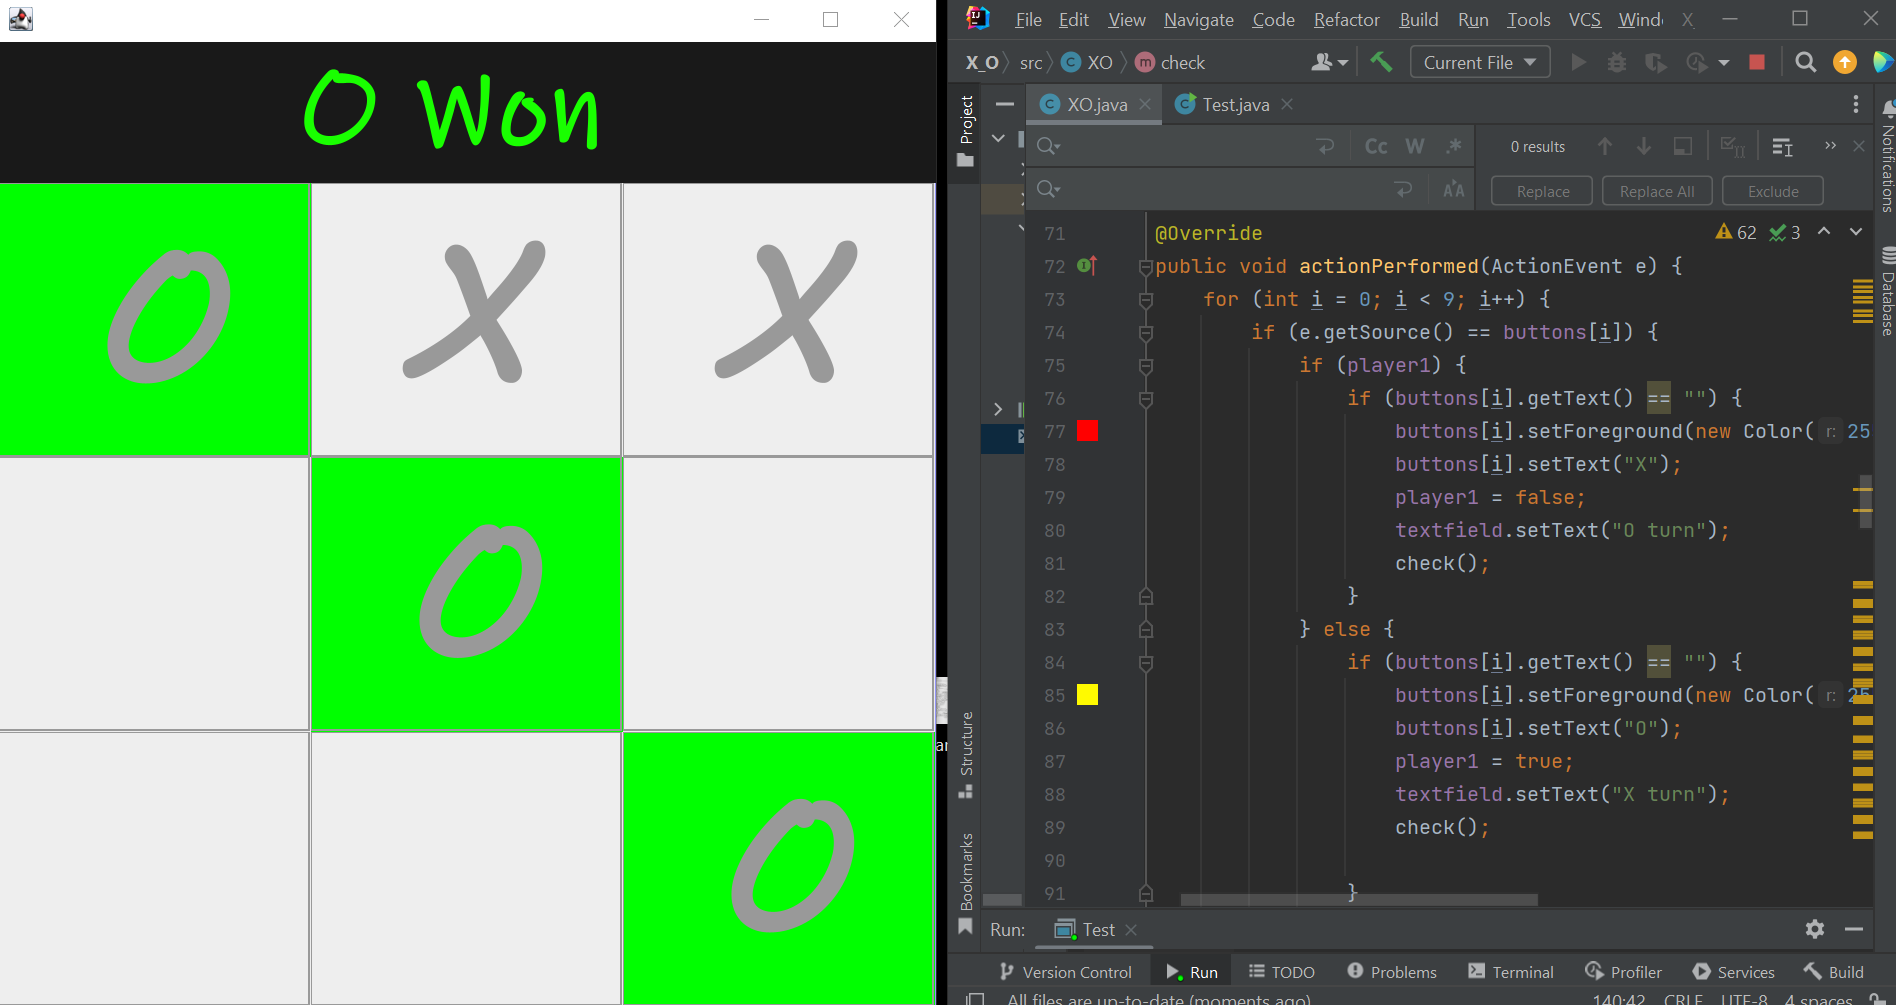 O Won
O X X
O
O
File Edit View Navigate Code Refactor Build Run Tools VCS X
X_O src XO check
Current File
Project
XO.java Test.java
Cc W .*
0 results
Replace Replace All Exclude
Notifications
Database
71 @Override
62 3
72 public void actionPerformed(ActionEvent e) {
73 for (int i = 0; i < 9; i++) {
74 if (e.getSource() == buttons[i]) {
75 if (player1) {
76 if (buttons[i].getText() == "") {
77 buttons[i].setForeground(new Color( r: 25
78 buttons[i].setText("X");
79 player1 = false;
80 textfield.setText("O turn");
81 check();
82 }
83 } else {
84 if (buttons[i].getText() == "") {
85 buttons[i].setForeground(new Color( r: 25
86 buttons[i].setText("O");
87 player1 = true;
88 textfield.setText("X turn");
89 check();
90
91 }
Structure
Bookmarks
Run: Test
Version Control Run TODO Problems Terminal Profiler Services Build
All files are up-to-date (moments ago) 140:42 CRLF UTF-8 4 spaces